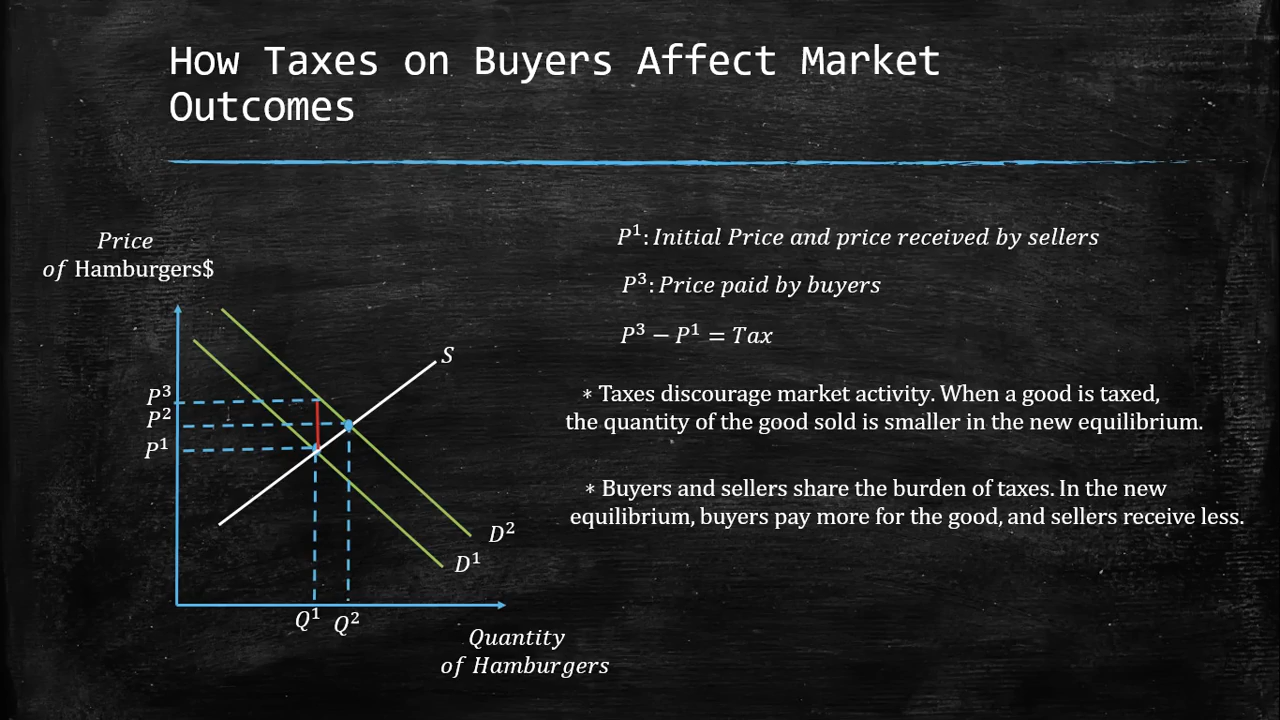 How Taxes on Buyers Affect Market
Outcomes
Price
of Hamburgers$
P³
P²
P¹
S
D²
D¹
Q¹ Q²
Quantity
of Hamburgers
P¹: Initial Price and price received by sellers
P³: Price paid by buyers
P³ − P¹ = Tax
* Taxes discourage market activity. When a good is taxed,
the quantity of the good sold is smaller in the new equilibrium.
* Buyers and sellers share the burden of taxes. In the new
equilibrium, buyers pay more for the good, and sellers receive less.